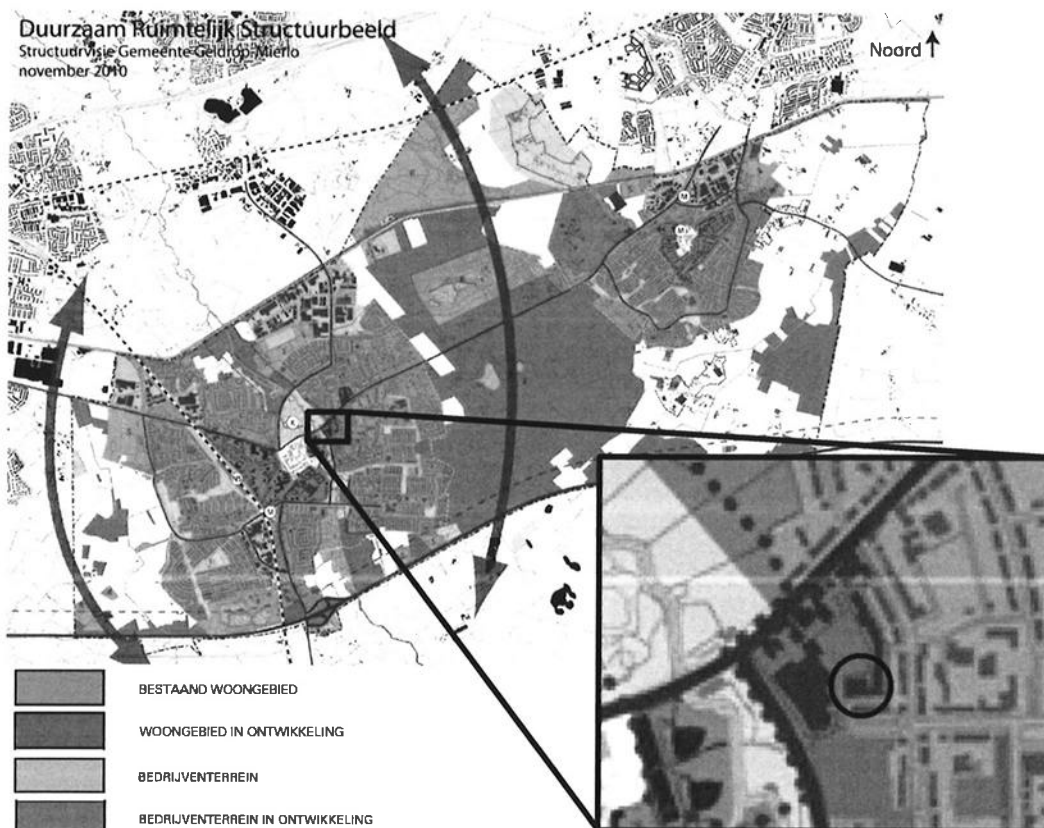 Duurzaam Ruimtelijk Structuurbeeld
Structuurvisie Gemeente Geldrop-Mierlo
november 2010
Noord
BESTAAND WOONGEBIED
WOONGEBIED IN ONTWIKKELING
BEDRIJVENTERREIN
BEDRIJVENTERREIN IN ONTWIKKELING